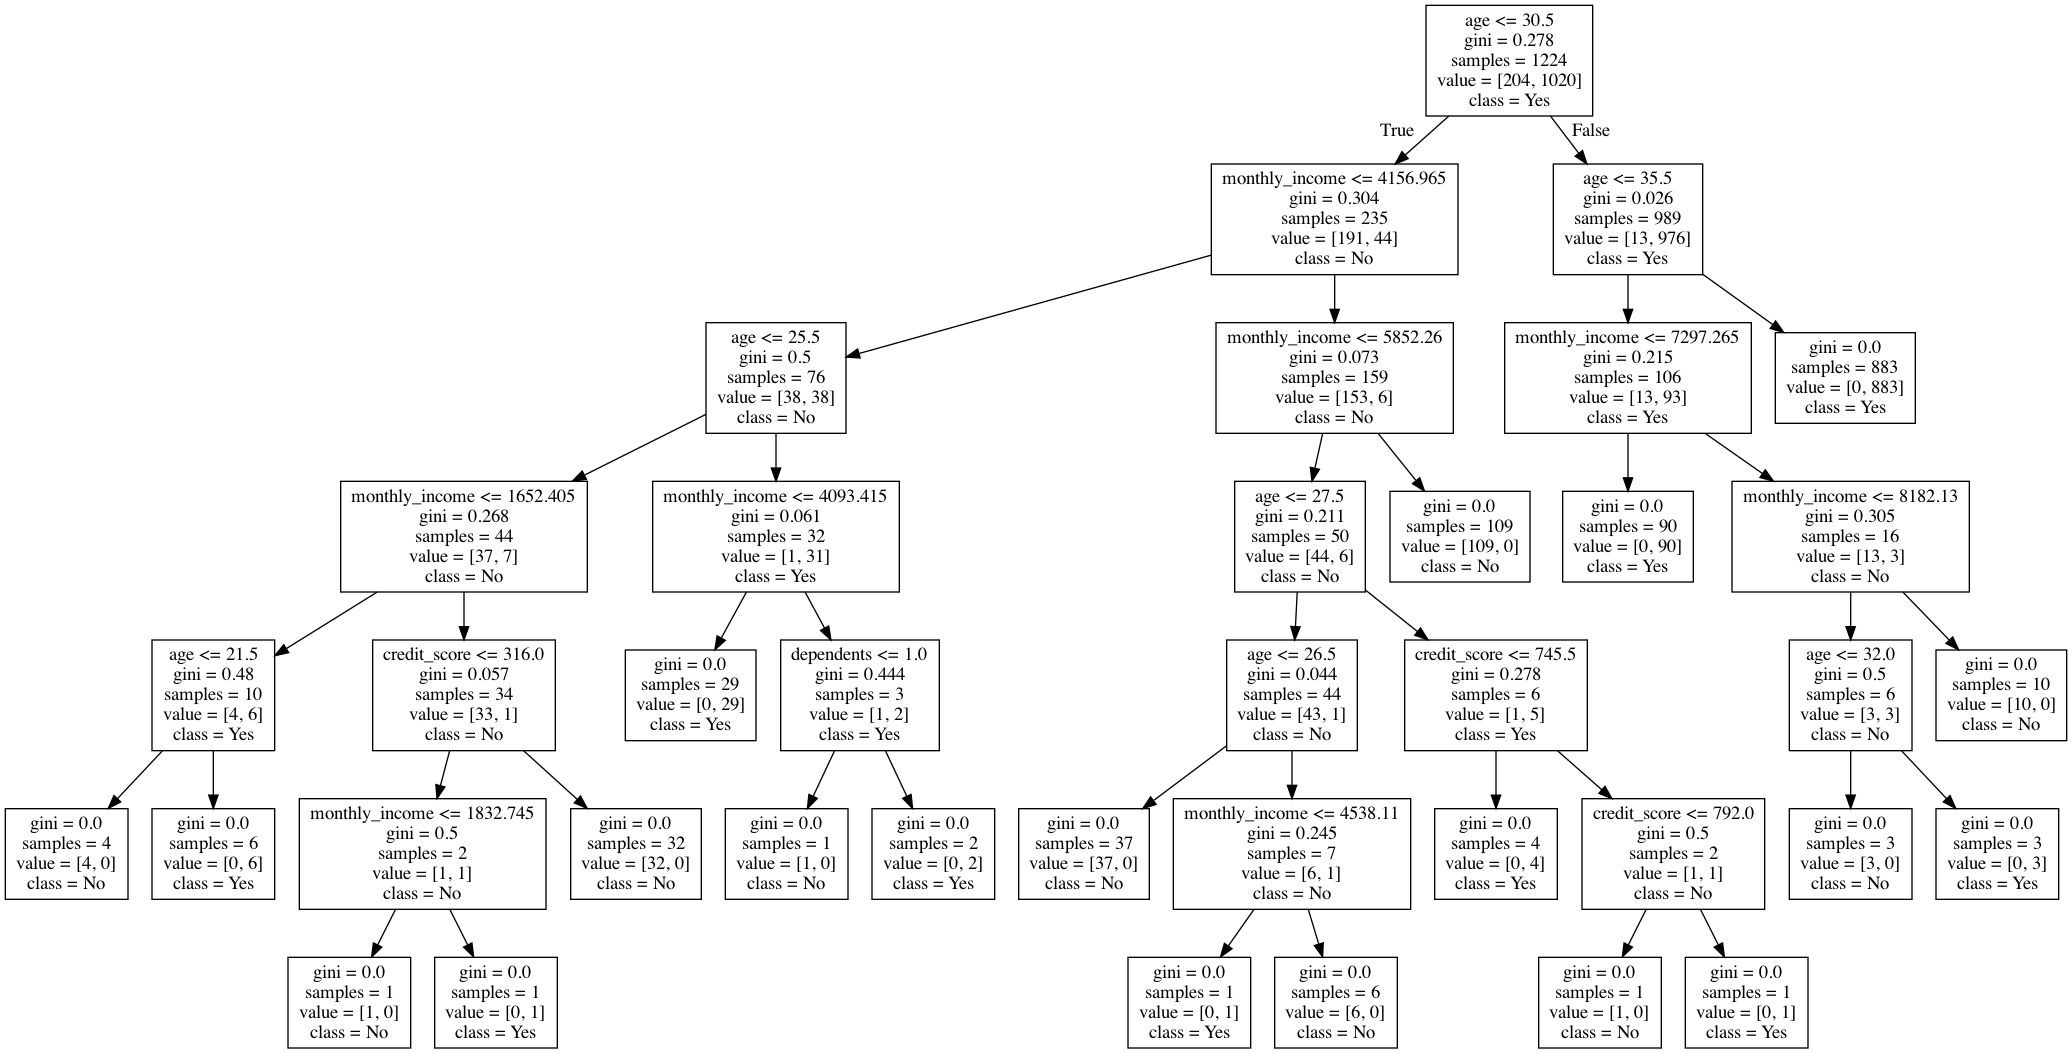 age <= 30.5
gini = 0.278
samples = 1224
value = [204, 1020]
class = Yes
True
False
monthly_income <= 4156.965
gini = 0.304
samples = 235
value = [191, 44]
class = No
age <= 35.5
gini = 0.026
samples = 989
value = [13, 976]
class = Yes
age <= 25.5
gini = 0.5
samples = 76
value = [38, 38]
class = No
monthly_income <= 5852.26
gini = 0.073
samples = 159
value = [153, 6]
class = No
monthly_income <= 7297.265
gini = 0.215
samples = 106
value = [13, 93]
class = Yes
gini = 0.0
samples = 883
value = [0, 883]
class = Yes
monthly_income <= 1652.405
gini = 0.268
samples = 44
value = [37, 7]
class = No
monthly_income <= 4093.415
gini = 0.061
samples = 32
value = [1, 31]
class = Yes
age <= 27.5
gini = 0.211
samples = 50
value = [44, 6]
class = No
gini = 0.0
samples = 109
value = [109, 0]
class = No
gini = 0.0
samples = 90
value = [0, 90]
class = Yes
monthly_income <= 8182.13
gini = 0.305
samples = 16
value = [13, 3]
class = No
age <= 21.5
gini = 0.48
samples = 10
value = [4, 6]
class = Yes
credit_score <= 316.0
gini = 0.057
samples = 34
value = [33, 1]
class = No
gini = 0.0
samples = 29
value = [0, 29]
class = Yes
dependents <= 1.0
gini = 0.444
samples = 3
value = [1, 2]
class = Yes
age <= 26.5
gini = 0.044
samples = 44
value = [43, 1]
class = No
credit_score <= 745.5
gini = 0.278
samples = 6
value = [1, 5]
class = Yes
age <= 32.0
gini = 0.5
samples = 6
value = [3, 3]
class = No
gini = 0.0
samples = 10
value = [10, 0]
class = No
gini = 0.0
samples = 4
value = [4, 0]
class = No
gini = 0.0
samples = 6
value = [0, 6]
class = Yes
monthly_income <= 1832.745
gini = 0.5
samples = 2
value = [1, 1]
class = No
gini = 0.0
samples = 32
value = [32, 0]
class = No
gini = 0.0
samples = 1
value = [1, 0]
class = No
gini = 0.0
samples = 2
value = [0, 2]
class = Yes
gini = 0.0
samples = 37
value = [37, 0]
class = No
monthly_income <= 4538.11
gini = 0.245
samples = 7
value = [6, 1]
class = No
gini = 0.0
samples = 4
value = [0, 4]
class = Yes
credit_score <= 792.0
gini = 0.5
samples = 2
value = [1, 1]
class = No
gini = 0.0
samples = 3
value = [3, 0]
class = No
gini = 0.0
samples = 3
value = [0, 3]
class = Yes
gini = 0.0
samples = 1
value = [1, 0]
class = No
gini = 0.0
samples = 1
value = [0, 1]
class = Yes
gini = 0.0
samples = 1
value = [0, 1]
class = Yes
gini = 0.0
samples = 6
value = [6, 0]
class = No
gini = 0.0
samples = 1
value = [1, 0]
class = No
gini = 0.0
samples = 1
value = [0, 1]
class = Yes